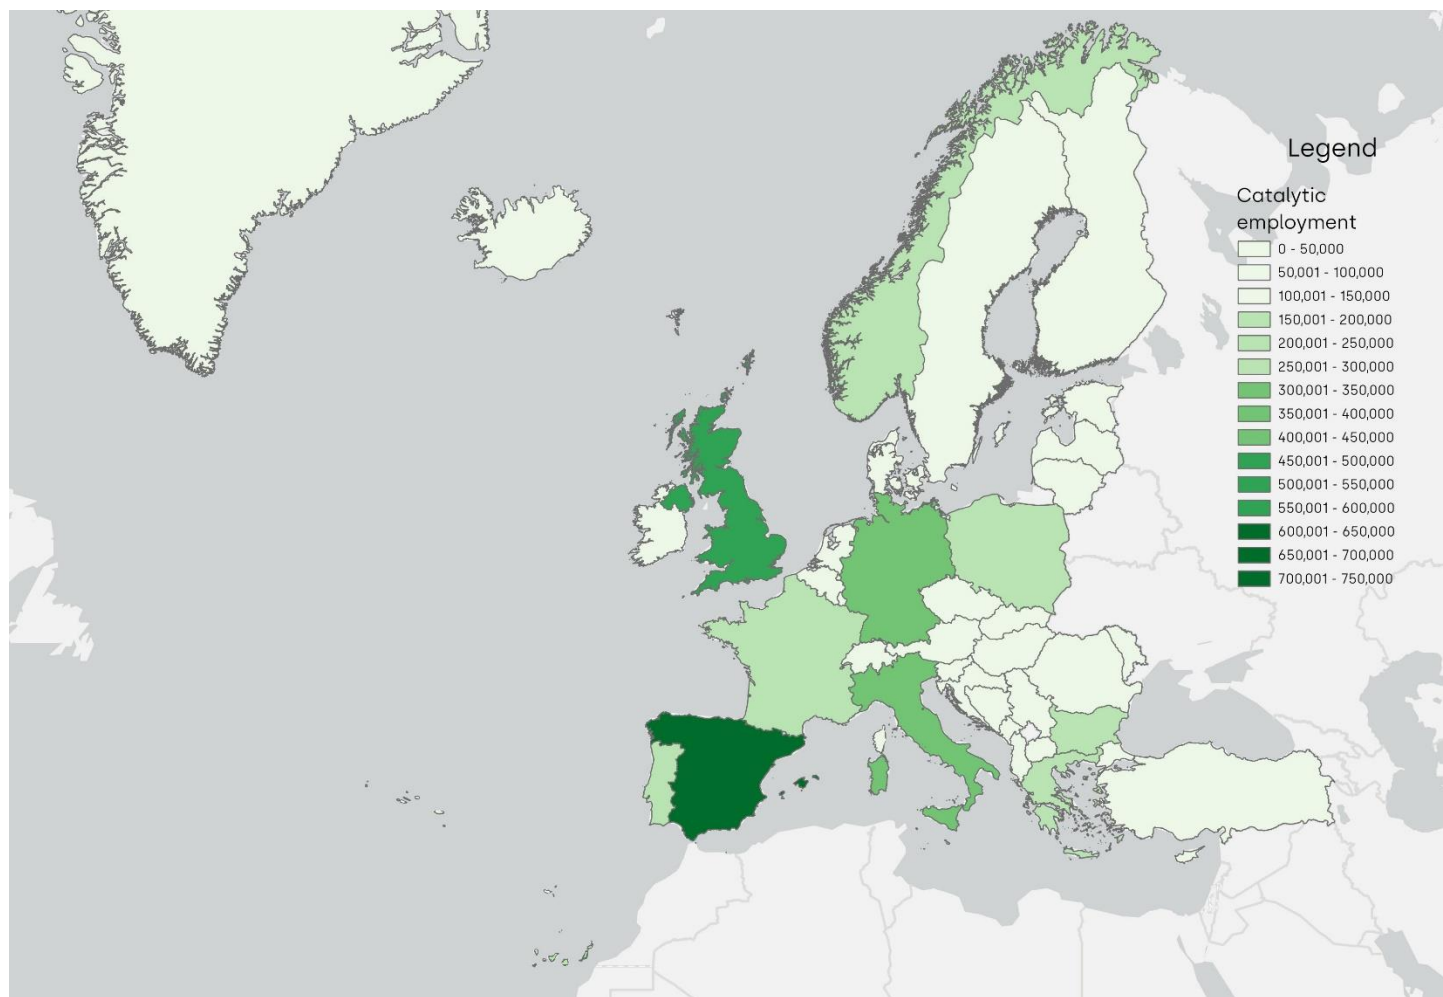 Legend
Catalytic
employment
0 - 50,000
50,001 - 100,000
100,001 - 150,000
150,001 - 200,000
200,001 - 250,000
250,001 - 300,000
300,001 - 350,000
350,001 - 400,000
400,001 - 450,000
450,001 - 500,000
500,001 - 550,000
550,001 - 600,000
600,001 - 650,000
650,001 - 700,000
700,001 - 750,000